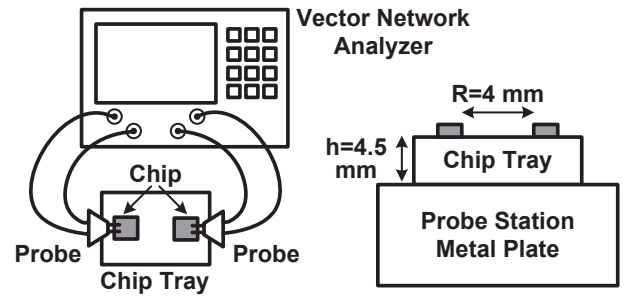 Vector Network
Analyzer
Chip
Probe
Probe
Chip Tray
R=4 mm
h=4.5
mm
Chip Tray
Probe Station
Metal Plate